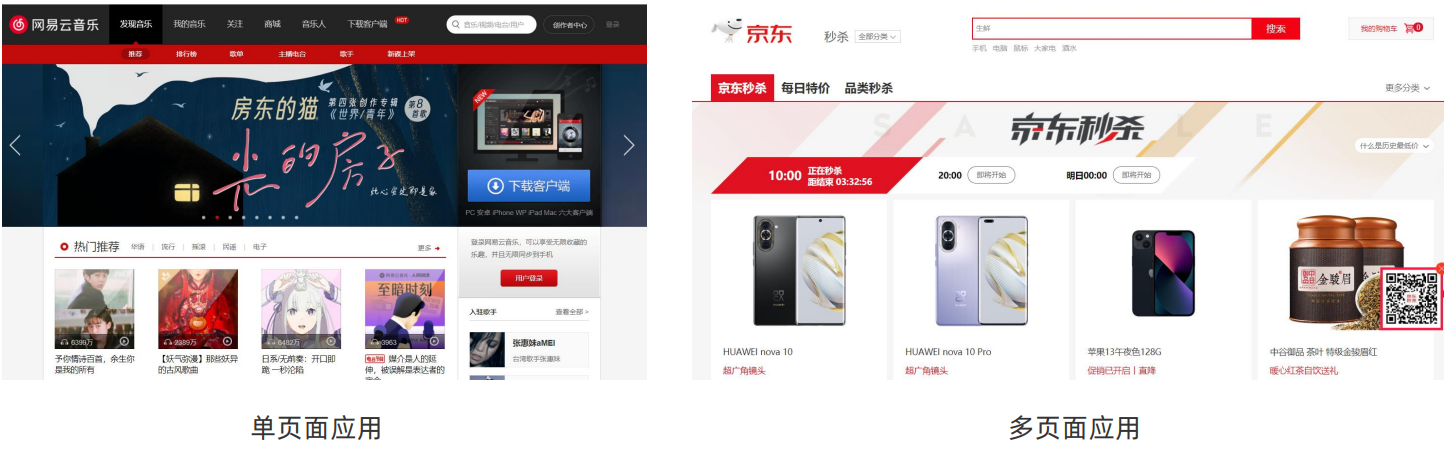 网易云音乐
发现音乐 我的音乐 关注 商城 音乐人 下载客户端 HOT
音乐/视频/电台/用户
创作者中心 登录
推荐 排行榜 歌单 主播电台 歌手 新碟上架
房东的猫 第四张创作专辑
《世界/青年》 第8首歌
光的房子
此心安处即是家
NEW
下载客户端
PC 安卓 iPhone WP iPad Mac 六大客户端
热门推荐 华语 | 流行 | 摇滚 | 民谣 | 电子 更多
登录网易云音乐，可以享受无限收藏的
乐趣，并且无限同步到手机
用户登录
6399万
2389万
6482万
至暗时刻
3963
予你情诗百首，余生你
是我的所有
【妖气弥漫】那些妖异
的古风歌曲
日系/无前奏：开口即
跪 一秒沦陷
电台节目 媒介是人的延
伸，被误解是表达者的
宿命
入驻歌手 查看全部 >
张惠妹aMEI
台湾歌手张惠妹
单页面应用
京东
秒杀 全部分类
生鲜
搜索
我的购物车 0
手机 电脑 鼠标 大家电 酒水
京东秒杀 每日特价 品类秒杀 更多分类
SALE
京东秒杀
什么是历史最低价
10:00 正在秒杀
距结束 03:32:56
20:00 即将开始
明日00:00 即将开始
金駿眉
HUAWEI nova 10
超广角镜头
HUAWEI nova 10 Pro
超广角镜头
苹果13午夜色128G
促销已开启丨直降
中谷御品 茶叶 特级金骏眉红
暖心红茶自饮送礼
多页面应用